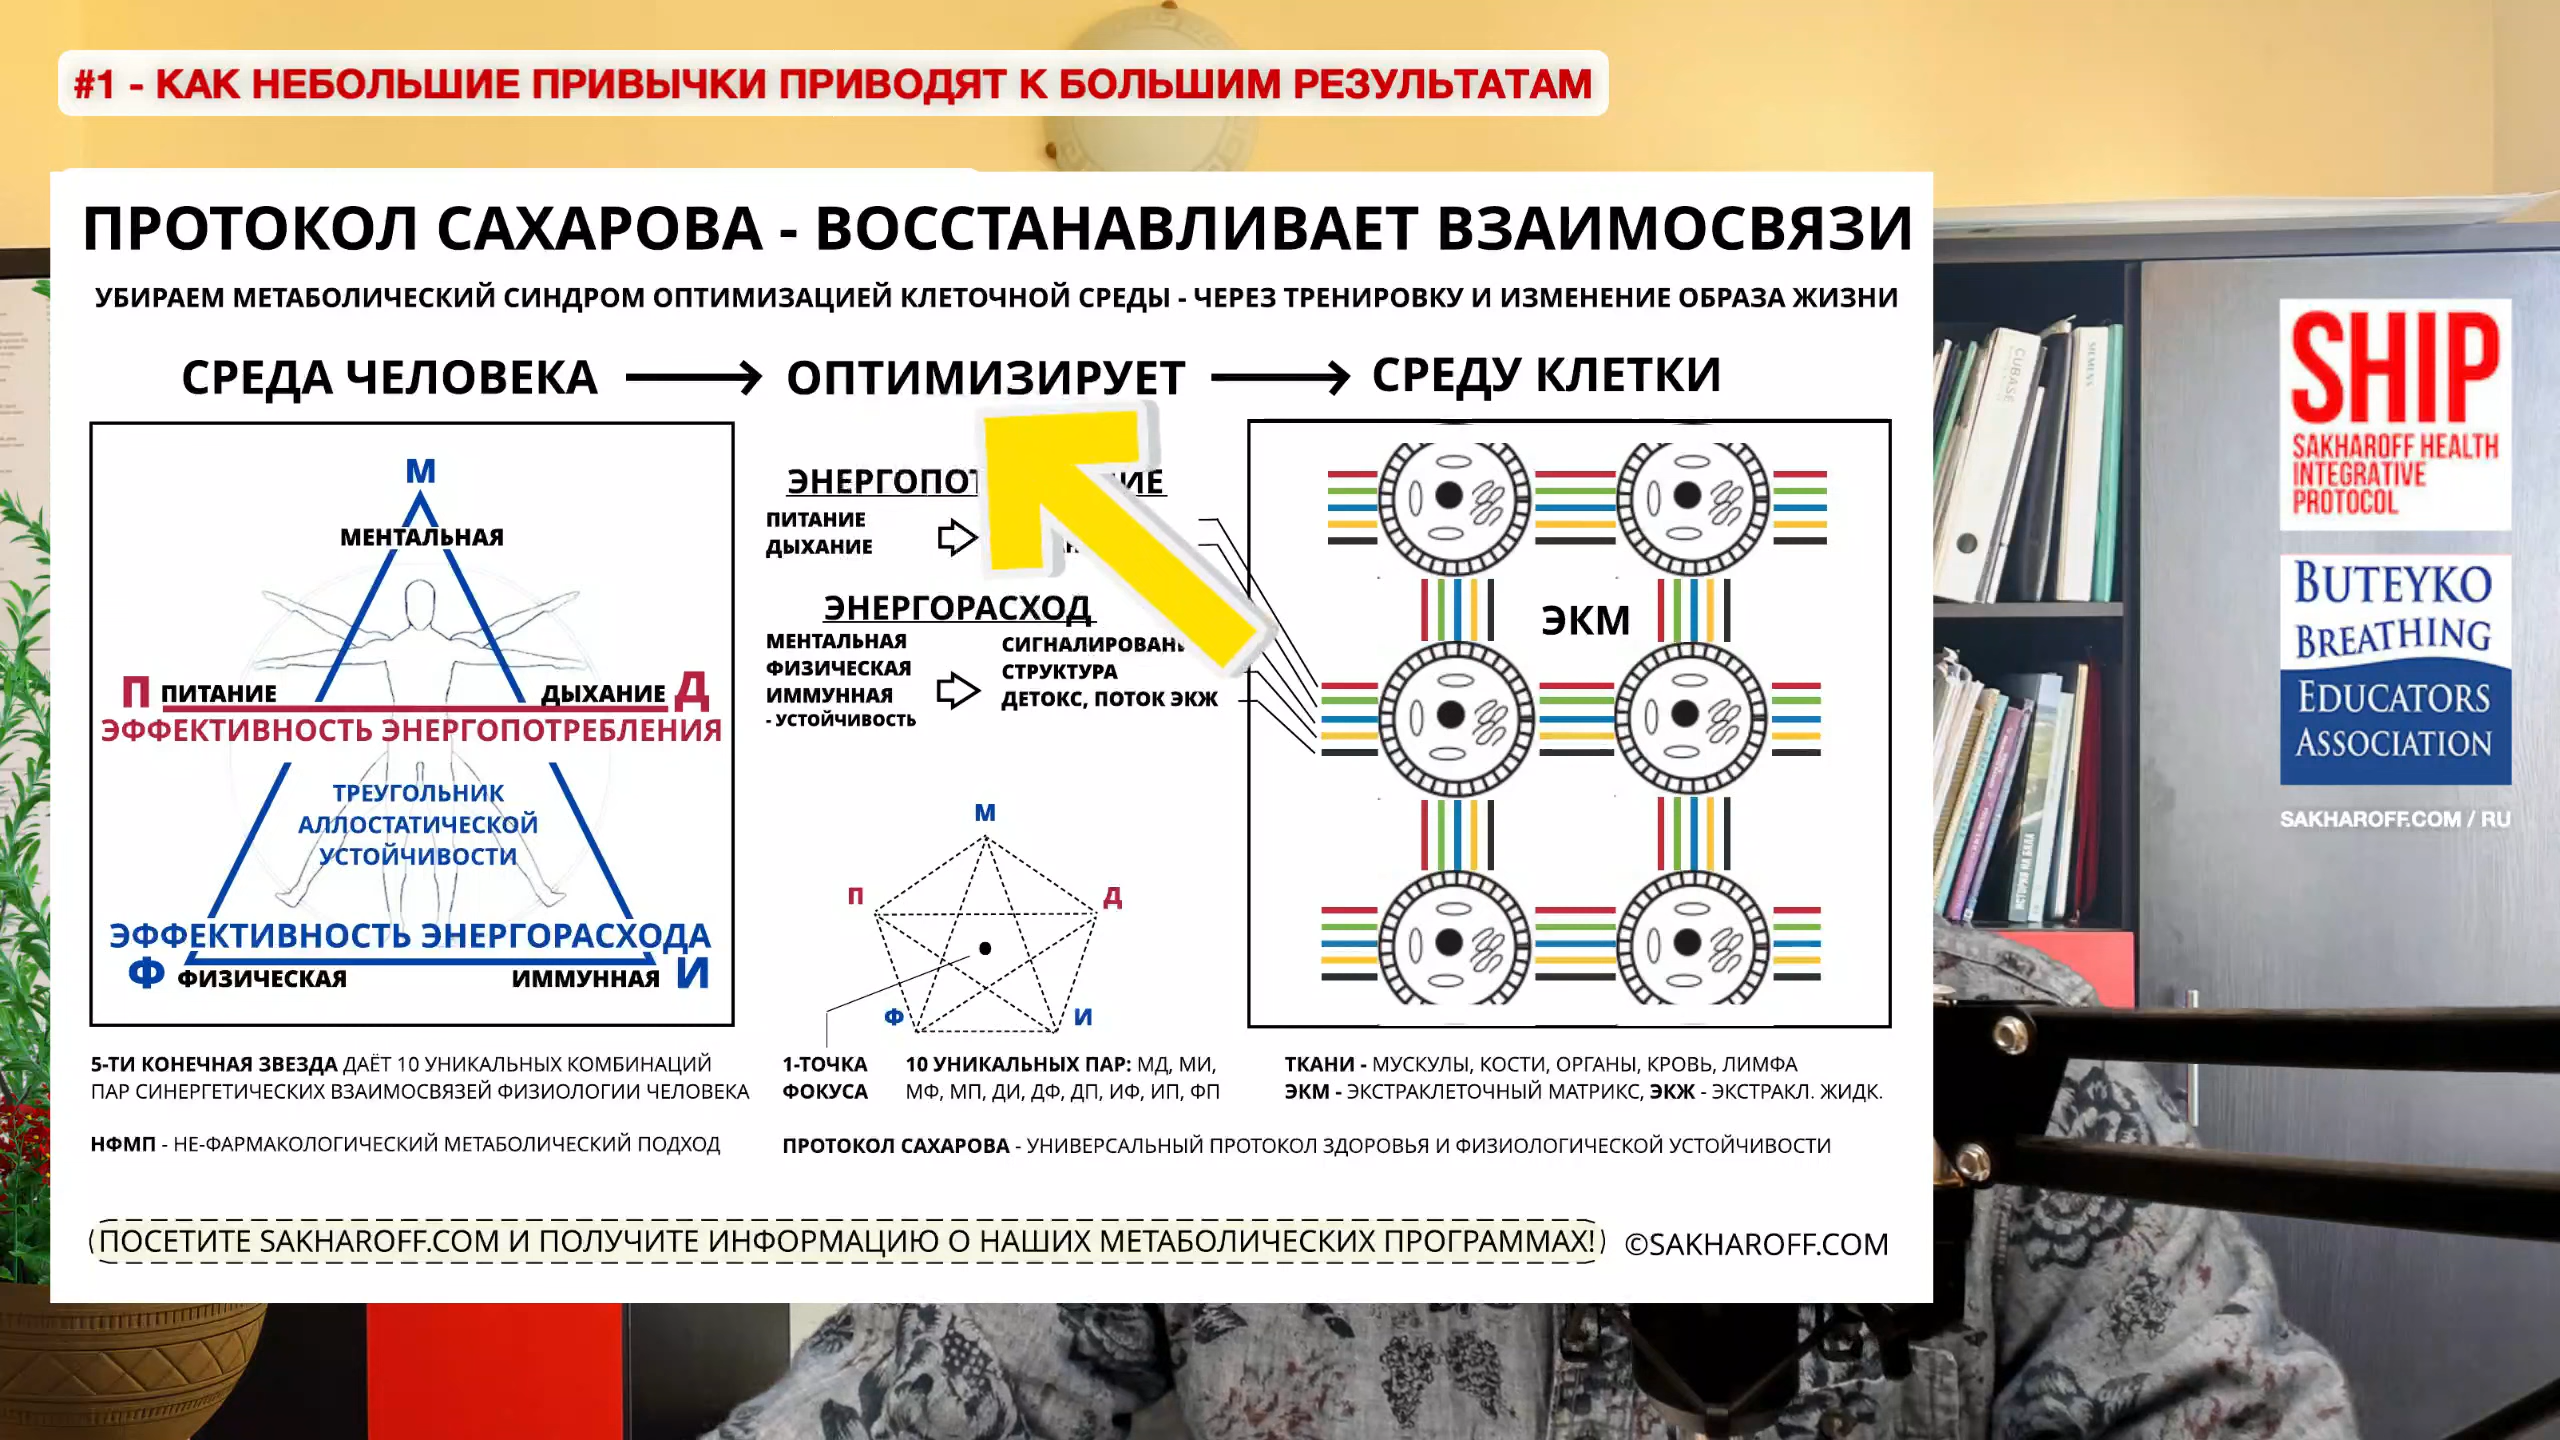 #1 - КАК НЕБОЛЬШИЕ ПРИВЫЧКИ ПРИВОДЯТ К БОЛЬШИМ РЕЗУЛЬТАТАМ
ПРОТОКОЛ САХАРОВА - ВОССТАНАВЛИВАЕТ ВЗАИМОСВЯЗИ
УБИРАЕМ МЕТАБОЛИЧЕСКИЙ СИНДРОМ ОПТИМИЗАЦИЕЙ КЛЕТОЧНОЙ СРЕДЫ - ЧЕРЕЗ ТРЕНИРОВКУ И ИЗМЕНЕНИЕ ОБРАЗА ЖИЗНИ
СРЕДА ЧЕЛОВЕКА
ОПТИМИЗИРУЕТ
СРЕДУ КЛЕТКИ
М
МЕНТАЛЬНАЯ
П ПИТАНИЕ
ДЫХАНИЕ Д
ЭФФЕКТИВНОСТЬ ЭНЕРГОПОТРЕБЛЕНИЯ
ТРЕУГОЛЬНИК
АЛЛОСТАТИЧЕСКОЙ
УСТОЙЧИВОСТИ
ЭФФЕКТИВНОСТЬ ЭНЕРГОРАСХОДА
Ф ФИЗИЧЕСКАЯ
ИММУННАЯ И
ПИТАНИЕ
ДЫХАНИЕ
ЭНЕРГОРАСХОД
МЕНТАЛЬНАЯ
ФИЗИЧЕСКАЯ
ИММУННАЯ
- УСТОЙЧИВОСТЬ
СТРУКТУРА
ДЕТОКС, ПОТОК ЭКЖ
М
П
Д
Ф
И
ЭКМ
5-ТИ КОНЕЧНАЯ ЗВЕЗДА ДАЁТ 10 УНИКАЛЬНЫХ КОМБИНАЦИЙ
ПАР СИНЕРГЕТИЧЕСКИХ ВЗАИМОСВЯЗЕЙ ФИЗИОЛОГИИ ЧЕЛОВЕКА
НФМП - НЕ-ФАРМАКОЛОГИЧЕСКИЙ МЕТАБОЛИЧЕСКИЙ ПОДХОД
1-ТОЧКА
ФОКУСА
10 УНИКАЛЬНЫХ ПАР: МД, МИ,
МФ, МП, ДИ, ДФ, ДП, ИФ, ИП, ФП
ТКАНИ - МУСКУЛЫ, КОСТИ, ОРГАНЫ, КРОВЬ, ЛИМФА
ЭКМ - ЭКСТРАКЛЕТОЧНЫЙ МАТРИКС, ЭКЖ - ЭКСТРАКЛ. ЖИДК.
ПРОТОКОЛ САХАРОВА - УНИВЕРСАЛЬНЫЙ ПРОТОКОЛ ЗДОРОВЬЯ И ФИЗИОЛОГИЧЕСКОЙ УСТОЙЧИВОСТИ
ПОСЕТИТЕ SAKHAROFF.COM И ПОЛУЧИТЕ ИНФОРМАЦИЮ О НАШИХ МЕТАБОЛИЧЕСКИХ ПРОГРАММАХ!
©SAKHAROFF.COM
SHIP
SAKHAROFF HEALTH
INTEGRATIVE
PROTOCOL
BUTEYKO
BREATHING
EDUCATORS
ASSOCIATION
SAKHAROFF.COM / RU
CUBASE
SIEMENS